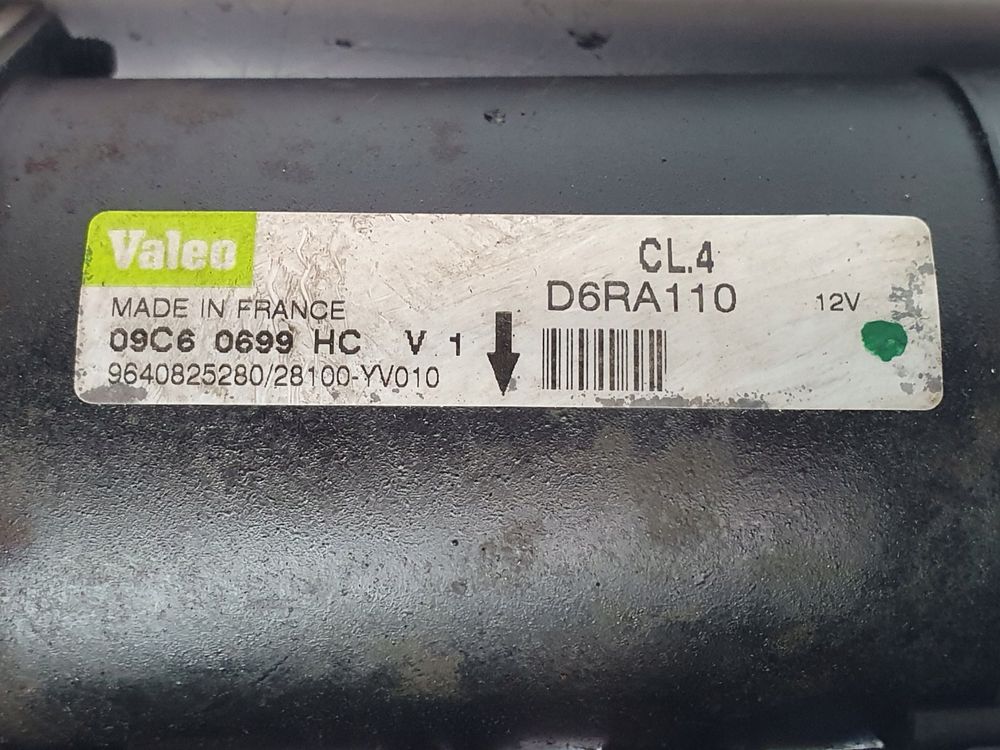 Valeo
MADE IN FRANCE
09C6 0699 HC V 1
9640825280/28100-YV010
CL.4
D6RA110
12V